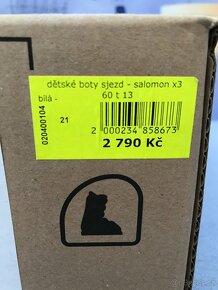 dětské boty sjezd - salomon x3
60 t 13
bílá -
21
020400104
2 000234 858673
2 790 Kč